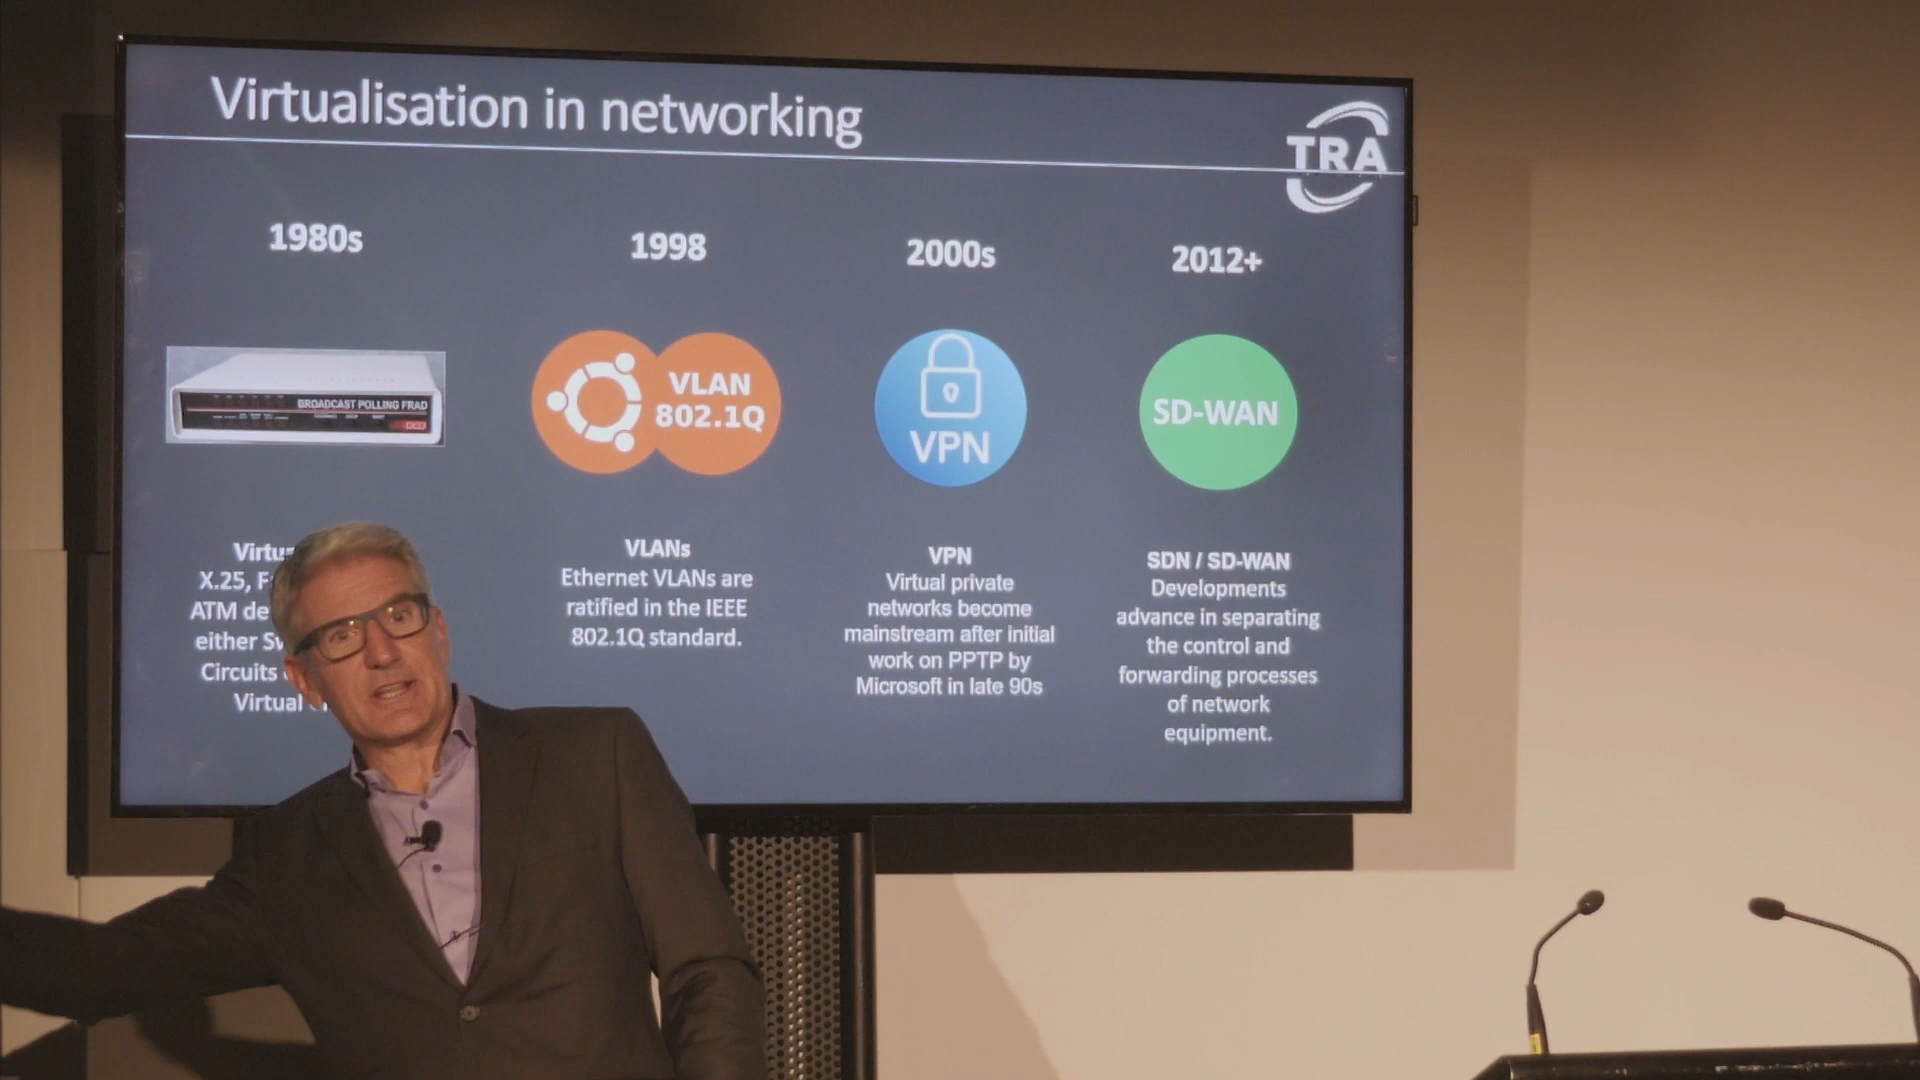 Virtualisation in networking
TRA
1980s
1998
2000s
2012+
BROADCAST POLLING FRAD
VLAN
802.1Q
VPN
SD-WAN
X.25,
ATM
either
Circuits
Virtual
VLANs
Ethernet VLANs are
ratified in the IEEE
802.1Q standard.
VPN
Virtual private
networks become
mainstream after initial
work on PPTP by
Microsoft in late 90s
SDN / SD-WAN
Developments
advance in separating
the control and
forwarding processes
of network
equipment.